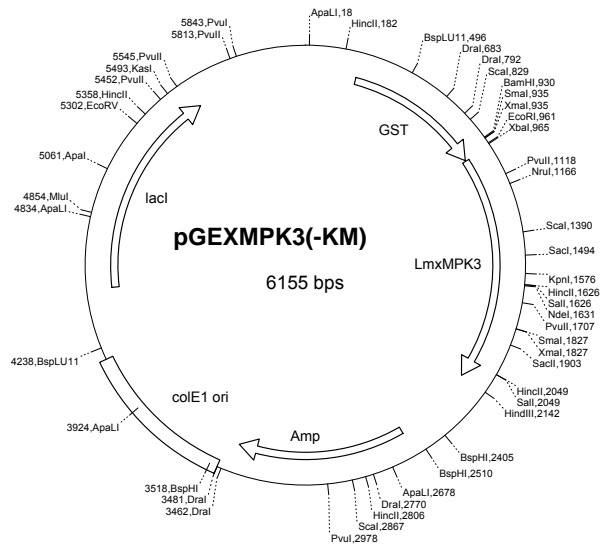 ApaLI,18
HincII,182
BspLU11,496
DraI,683
DraI,792
ScaI,829
BamHI,930
SmaI,935
XmaI,935
EcoRI,961
XbaI,965
PvuII,1118
NruI,1166
ScaI,1390
SacI,1494
KpnI,1576
HincII,1626
SalI,1626
NdeI,1631
PvuII,1707
SmaI,1827
XmaI,1827
SacII,1903
HincII,2049
SalI,2049
HindIII,2142
BspHI,2405
BspHI,2510
ApaLI,2678
DraI,2770
HincII,2806
ScaI,2867
PvuI,2978
3462,DraI
3481,DraI
3518,BspHI
3924,ApaLI
4238,BspLU11
4834,ApaLI
4854,MluI
5061,ApaI
5302,EcoRV
5358,HincII
5452,PvuII
5493,KasI
5545,PvuII
5813,PvuII
5843,PvuI
GST
LmxMPK3
Amp
colE1 ori
lacI
pGEXMPK3(-KM)
6155 bps